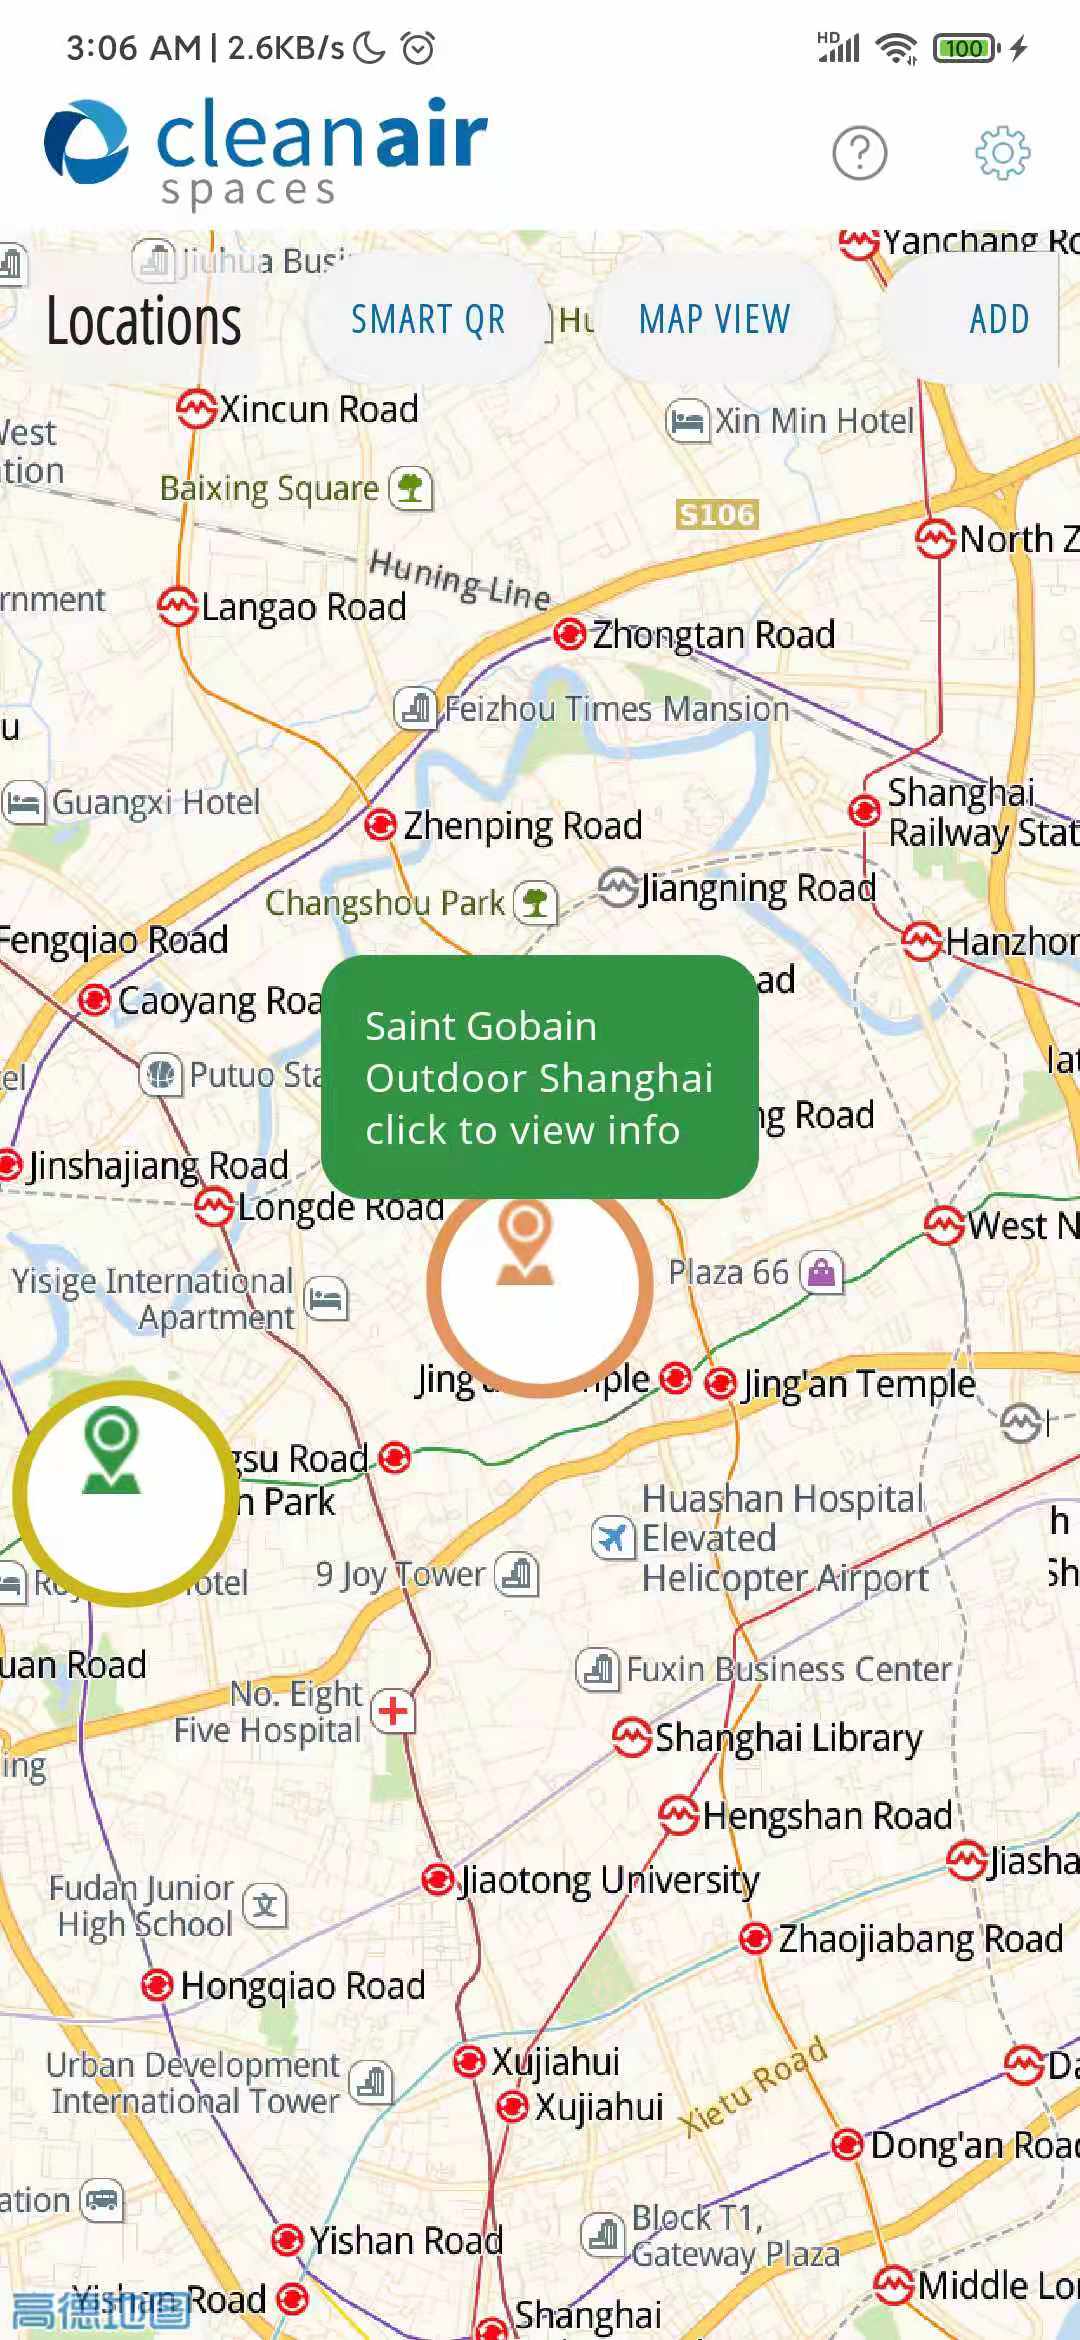 3:06 AM | 2.6KB/s
HD
100
cleanair
spaces
Yanchang Ro
Jiuhua Busi
Locations
SMART QR
Hu
MAP VIEW
ADD
Xincun Road
Xin Min Hotel
West
tion
Baixing Square
S106
North Z
Huning Line
rnment
Langao Road
Zhongtan Road
Feizhou Times Mansion
u
Guangxi Hotel
Shanghai
Railway Stat
Zhenping Road
Jiangning Road
Changshou Park
Fengqiao Road
Hanzhon
ad
Caoyang Roa
Saint Gobain
Outdoor Shanghai
click to view info
el
Putuo Sta
ng Road
Jinshajiang Road
Longde Road
West N
Yisige International
Apartment
Plaza 66
Jing'an Temple
Jing'an Temple
gsu Road
n Park
Huashan Hospital
Elevated
Helicopter Airport
h
Sh
otel
9 Joy Tower
uan Road
Fuxin Business Center
No. Eight
Five Hospital
ing
Shanghai Library
Hengshan Road
Jiasha
Jiaotong University
Fudan Junior
High School
文
Zhaojiabang Road
Hongqiao Road
Urban Development
International Tower
Xujiahui
Xujiahui
Xietu Road
Da
Dong'an Road
ation
Block T1,
Gateway Plaza
Yishan Road
Yishan Road
高德地图
Middle Lo
Shanghai